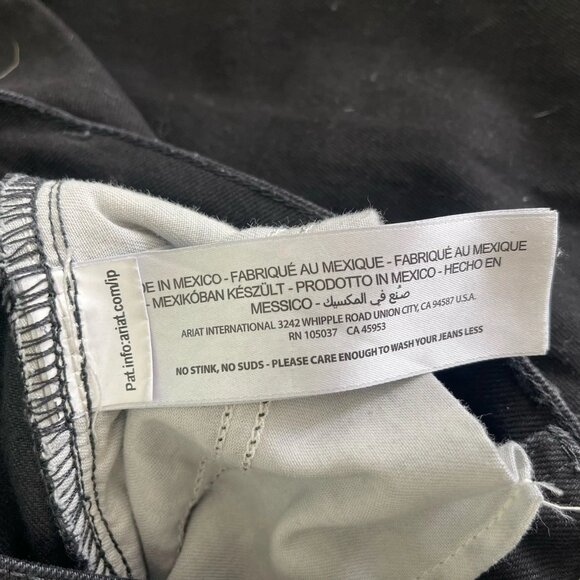 DE IN MEXICO - FABRIQUÉ AU MEXIQUE - FABRIQUÉ AU MEXIQUE
- MEXIKÓBAN KÉSZÜLT - PRODOTTO IN MEXICO - HECHO EN
MESSICO - صُنع في المكسيك
ARIAT INTERNATIONAL 3242 WHIPPLE ROAD UNION CITY, CA 94587 U.S.A.
RN 105037 CA 45953
NO STINK, NO SUDS - PLEASE CARE ENOUGH TO WASH YOUR JEANS LESS
Pat.info:ariat.com/ip